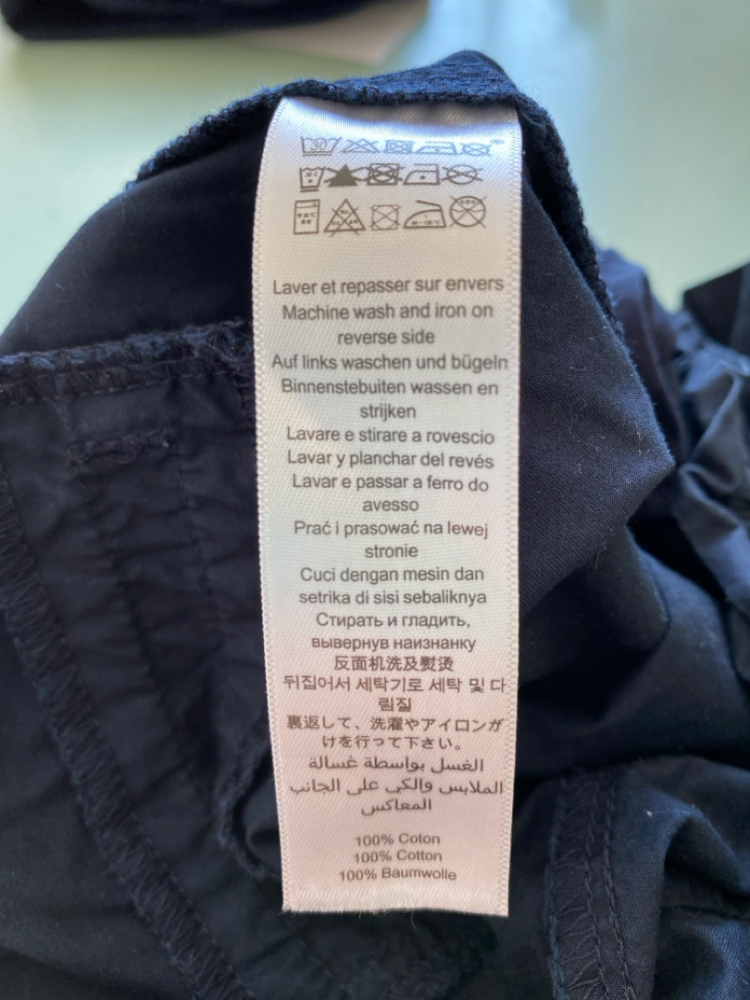 30
Laver et repasser sur envers
Machine wash and iron on
reverse side
Auf links waschen und bügeln
Binnenstebuiten wassen en
strijken
Lavare e stirare a rovescio
Lavar y planchar del revés
Lavar e passar a ferro do
avesso
Prać i prasować na lewej
stronie
Cuci dengan mesin dan
setrika di sisi sebaliknya
Стирать и гладить,
вывернув наизнанку
反面机洗及熨烫
뒤집어서 세탁기로 세탁 및 다
림질
裏返して、洗濯やアイロンが
けを行って下さい。
الغسل بواسطة غسالة
الملابس والكي على الجانب
المعاكس
100% Coton
100% Cotton
100% Baumwolle